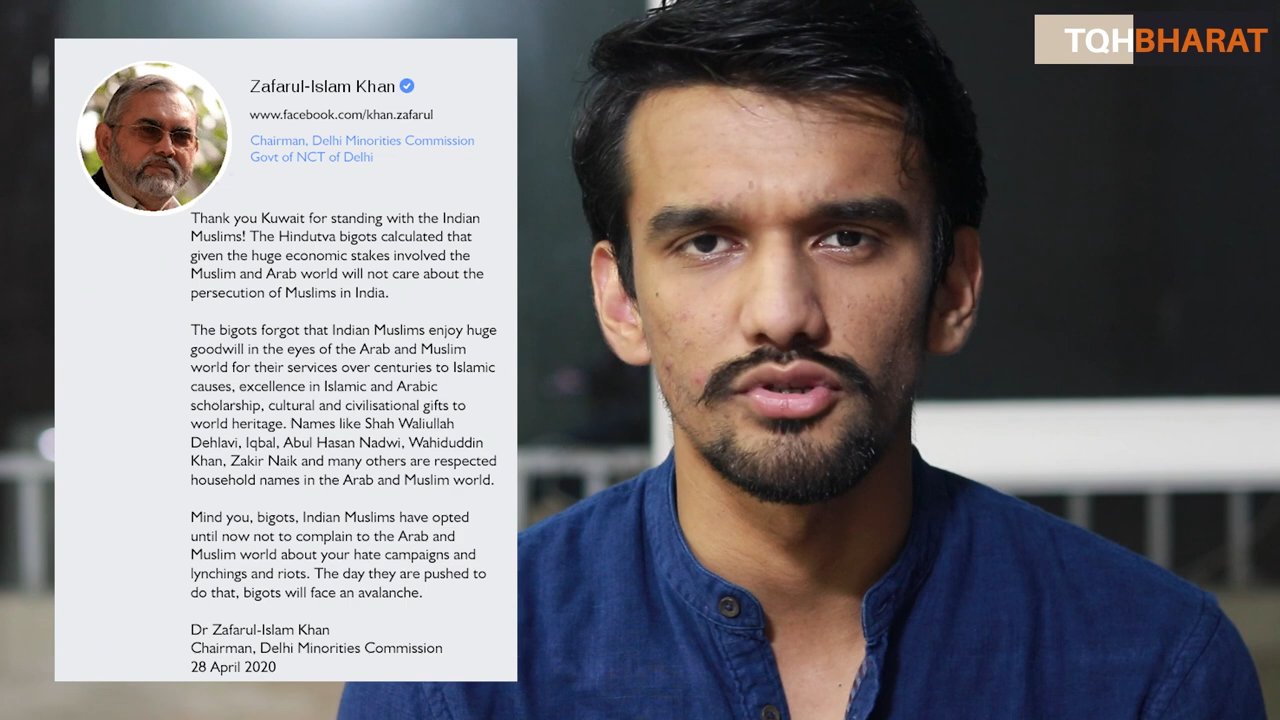 TQHBHARAT
Zafarul-Islam Khan
www.facebook.com/khan.zafarul
Chairman, Delhi Minorities Commission
Govt of NCT of Delhi
Thank you Kuwait for standing with the Indian
Muslims! The Hindutva bigots calculated that
given the huge economic stakes involved the
Muslim and Arab world will not care about the
persecution of Muslims in India.
The bigots forgot that Indian Muslims enjoy huge
goodwill in the eyes of the Arab and Muslim
world for their services over centuries to Islamic
causes, excellence in Islamic and Arabic
scholarship, cultural and civilisational gifts to
world heritage. Names like Shah Waliullah
Dehlavi, Iqbal, Abul Hasan Nadwi, Wahiduddin
Khan, Zakir Naik and many others are respected
household names in the Arab and Muslim world.
Mind you, bigots, Indian Muslims have opted
until now not to complain to the Arab and
Muslim world about your hate campaigns and
lynchings and riots. The day they are pushed to
do that, bigots will face an avalanche.
Dr Zafarul-Islam Khan
Chairman, Delhi Minorities Commission
28 April 2020